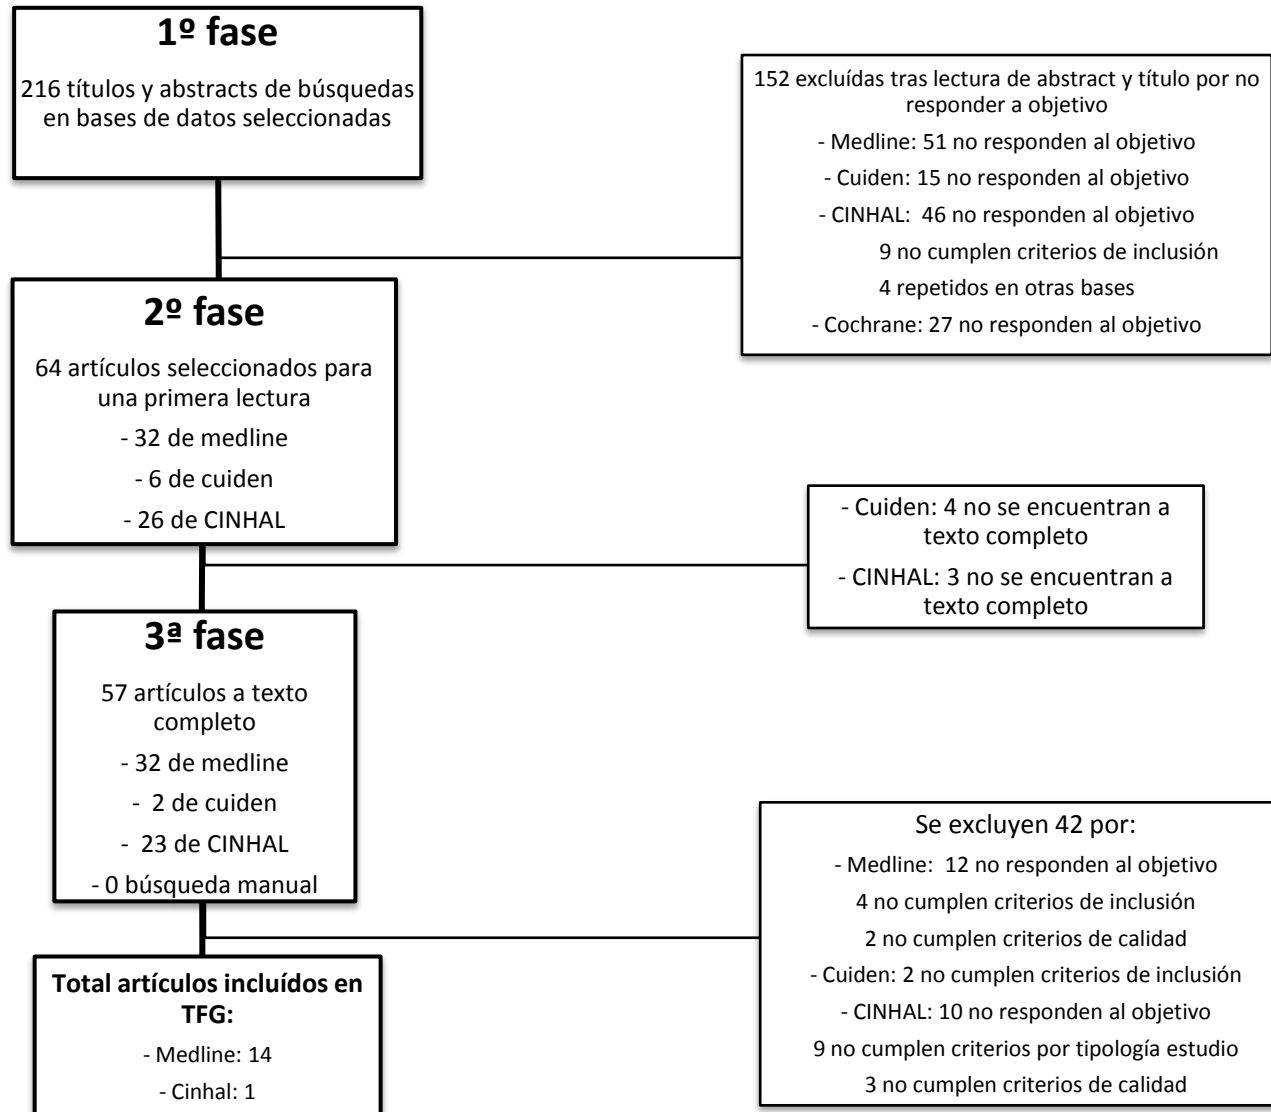 1º fase
216 títulos y abstracts de búsquedas
en bases de datos seleccionadas
152 excluídas tras lectura de abstract y título por no
responder a objetivo
- Medline: 51 no responden al objetivo
- Cuiden: 15 no responden al objetivo
- CINHAL: 46 no responden al objetivo
9 no cumplen criterios de inclusión
4 repetidos en otras bases
- Cochrane: 27 no responden al objetivo
2º fase
64 artículos seleccionados para
una primera lectura
- 32 de medline
- 6 de cuiden
- 26 de CINHAL
- Cuiden: 4 no se encuentran a
texto completo
- CINHAL: 3 no se encuentran a
texto completo
3ª fase
57 artículos a texto
completo
- 32 de medline
- 2 de cuiden
- 23 de CINHAL
- 0 búsqueda manual
Se excluyen 42 por:
- Medline: 12 no responden al objetivo
4 no cumplen criterios de inclusión
2 no cumplen criterios de calidad
- Cuiden: 2 no cumplen criterios de inclusión
- CINHAL: 10 no responden al objetivo
9 no cumplen criterios por tipología estudio
3 no cumplen criterios de calidad
Total artículos incluídos en
TFG:
- Medline: 14
- Cinhal: 1